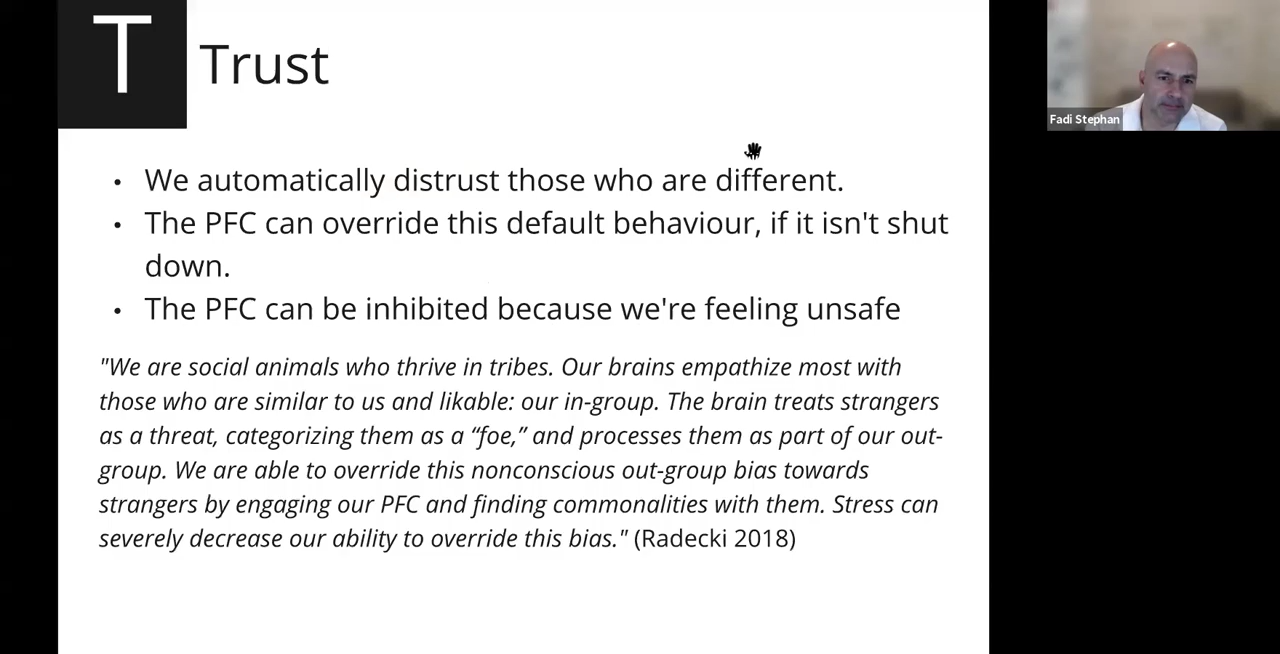 T
Trust
• We automatically distrust those who are different.
• The PFC can override this default behaviour, if it isn't shut
down.
• The PFC can be inhibited because we're feeling unsafe
"We are social animals who thrive in tribes. Our brains empathize most with
those who are similar to us and likable: our in-group. The brain treats strangers
as a threat, categorizing them as a “foe,” and processes them as part of our out-
group. We are able to override this nonconscious out-group bias towards
strangers by engaging our PFC and finding commonalities with them. Stress can
severely decrease our ability to override this bias." (Radecki 2018)
Fadi Stephan